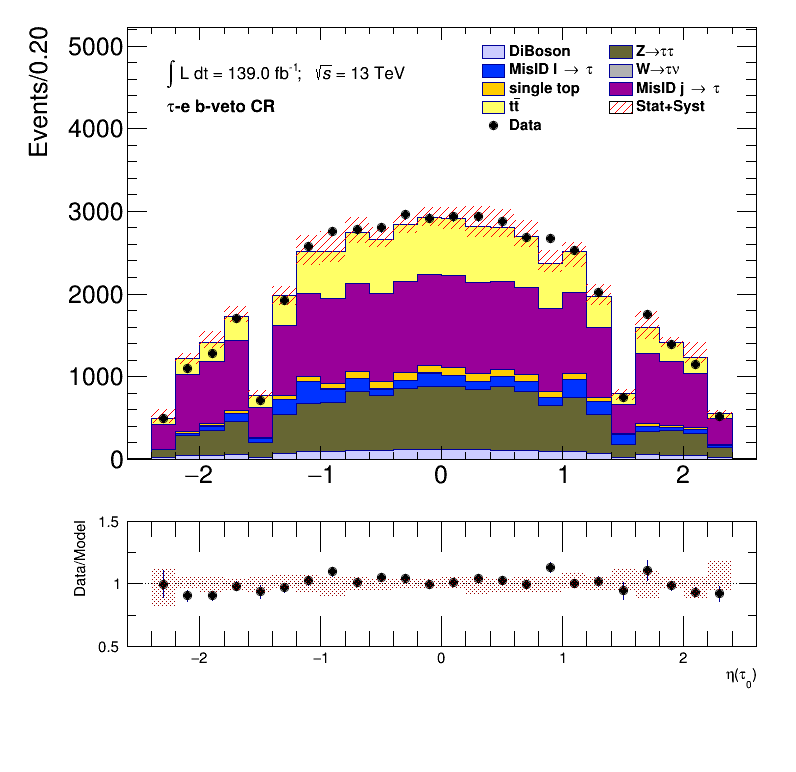 ∫ L dt = 139.0 fb⁻¹; √s = 13 TeV
τ-e b-veto CR
DiBoson
Z→ττ
MisID l → τ
W→τν
single top
MisID j → τ
tt̄
Stat+Syst
Data
Events/0.20
5000
4000
3000
2000
1000
0
−2 −1 0 1 2
Data/Model
1.5
1
0.5
−2 −1 0 1 2
η(τ₀)